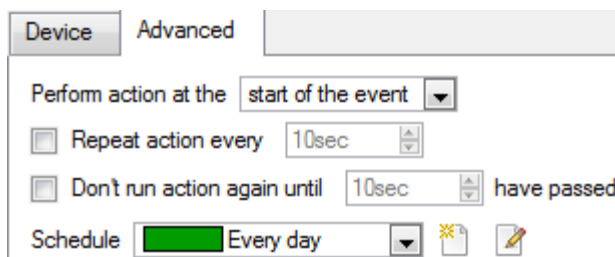 Device Advanced
Perform action at the start of the event
Repeat action every 10sec
Don't run action again until 10sec have passed
Schedule Every day